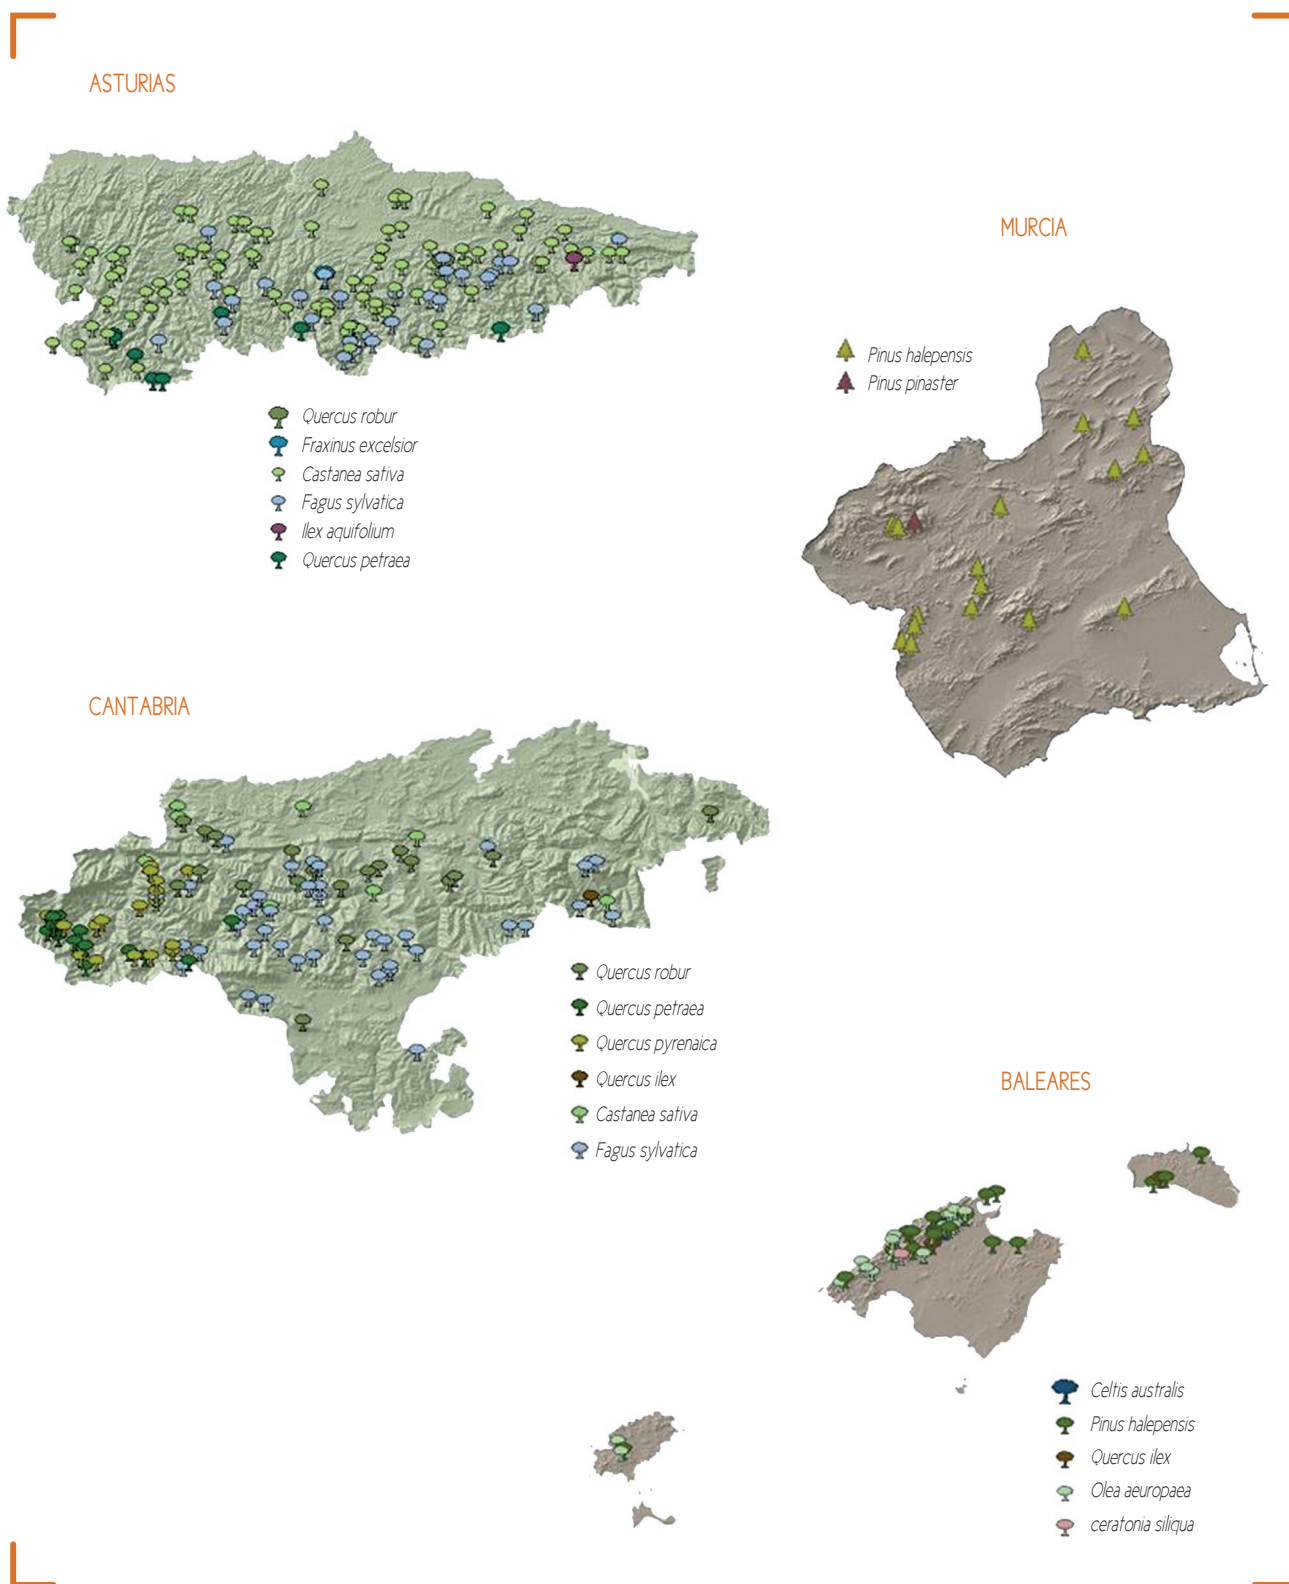 ASTURIAS
Quercus robur
Fraxinus excelsior
Castanea sativa
Fagus sylvatica
Ilex aquifolium
Quercus petraea
MURCIA
Pinus halepensis
Pinus pinaster
CANTABRIA
Quercus robur
Quercus petraea
Quercus pyrenaica
Quercus ilex
Castanea sativa
Fagus sylvatica
BALEARES
Celtis australis
Pinus halepensis
Quercus ilex
Olea aeuropaea
ceratonia siliqua